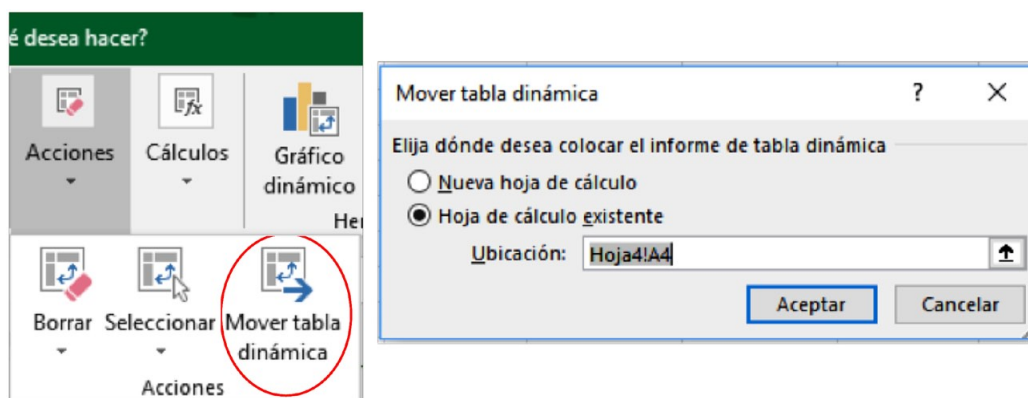 é desea hacer?
Acciones
Cálculos
Gráfico
dinámico
Her
Borrar
Seleccionar
Mover tabla
dinámica
Acciones
Mover tabla dinámica
?
Elija dónde desea colocar el informe de tabla dinámica
Nueva hoja de cálculo
Hoja de cálculo existente
Ubicación:
Hoja4!A4
Aceptar
Cancelar